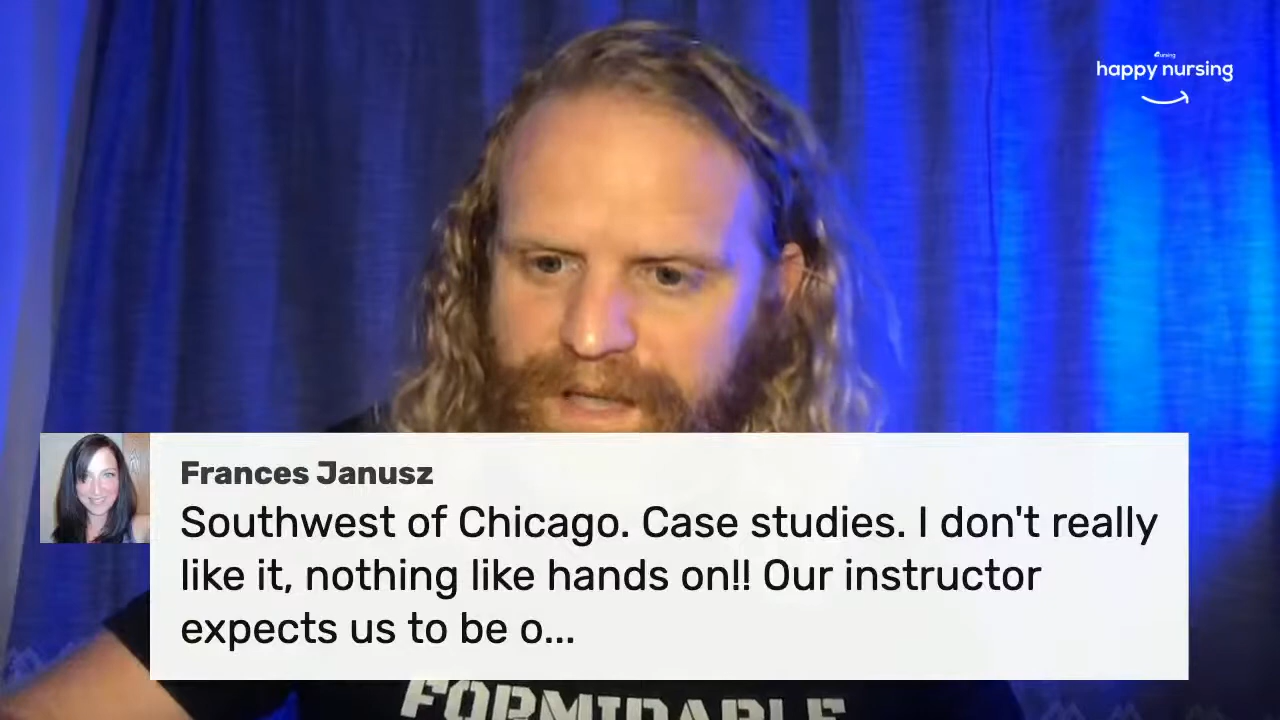 happy nursing
Frances Janusz
Southwest of Chicago. Case studies. I don't really
like it, nothing like hands on!! Our instructor
expects us to be o...
FORMIDABLE